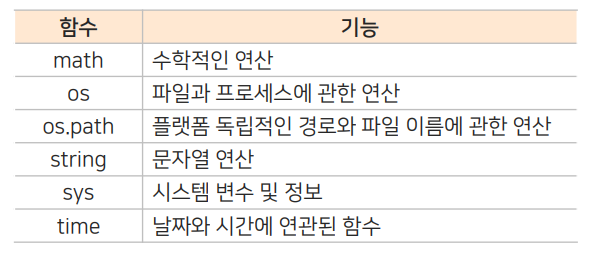 함수 기능
math 수학적인 연산
os 파일과 프로세스에 관한 연산
os.path 플랫폼 독립적인 경로와 파일 이름에 관한 연산
string 문자열 연산
sys 시스템 변수 및 정보
time 날짜와 시간에 연관된 함수